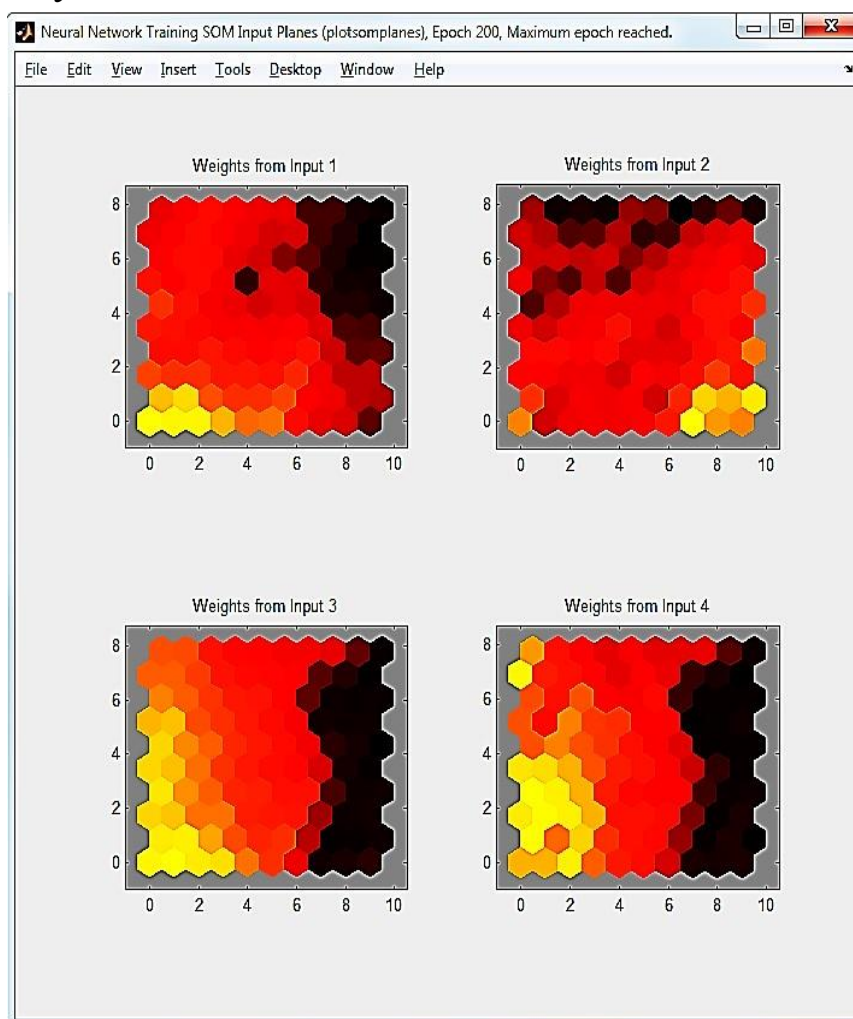 Neural Network Training SOM Input Planes (plotsomplanes), Epoch 200, Maximum epoch reached.
File Edit View Insert Tools Desktop Window Help
Weights from Input 1
8
6
4
2
0
0 2 4 6 8 10
Weights from Input 2
8
6
4
2
0
0 2 4 6 8 10
Weights from Input 3
8
6
4
2
0
0 2 4 6 8 10
Weights from Input 4
8
6
4
2
0
0 2 4 6 8 10